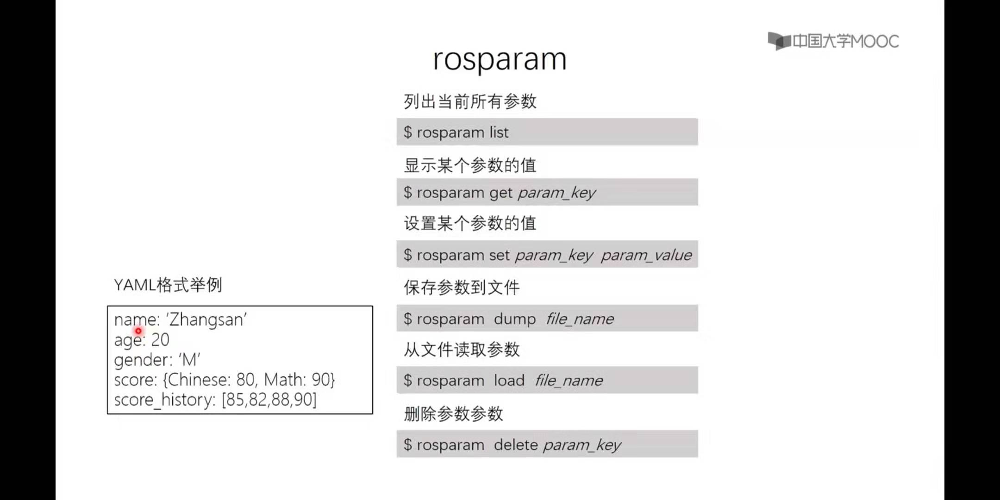 中国大学MOOC
rosparam
列出当前所有参数
$ rosparam list
显示某个参数的值
$ rosparam get param_key
设置某个参数的值
$ rosparam set param_key param_value
保存参数到文件
$ rosparam dump file_name
从文件读取参数
$ rosparam load file_name
删除参数参数
$ rosparam delete param_key
YAML格式举例
name: ‘Zhangsan’
age: 20
gender: ‘M’
score: {Chinese: 80, Math: 90}
score_history: [85,82,88,90]